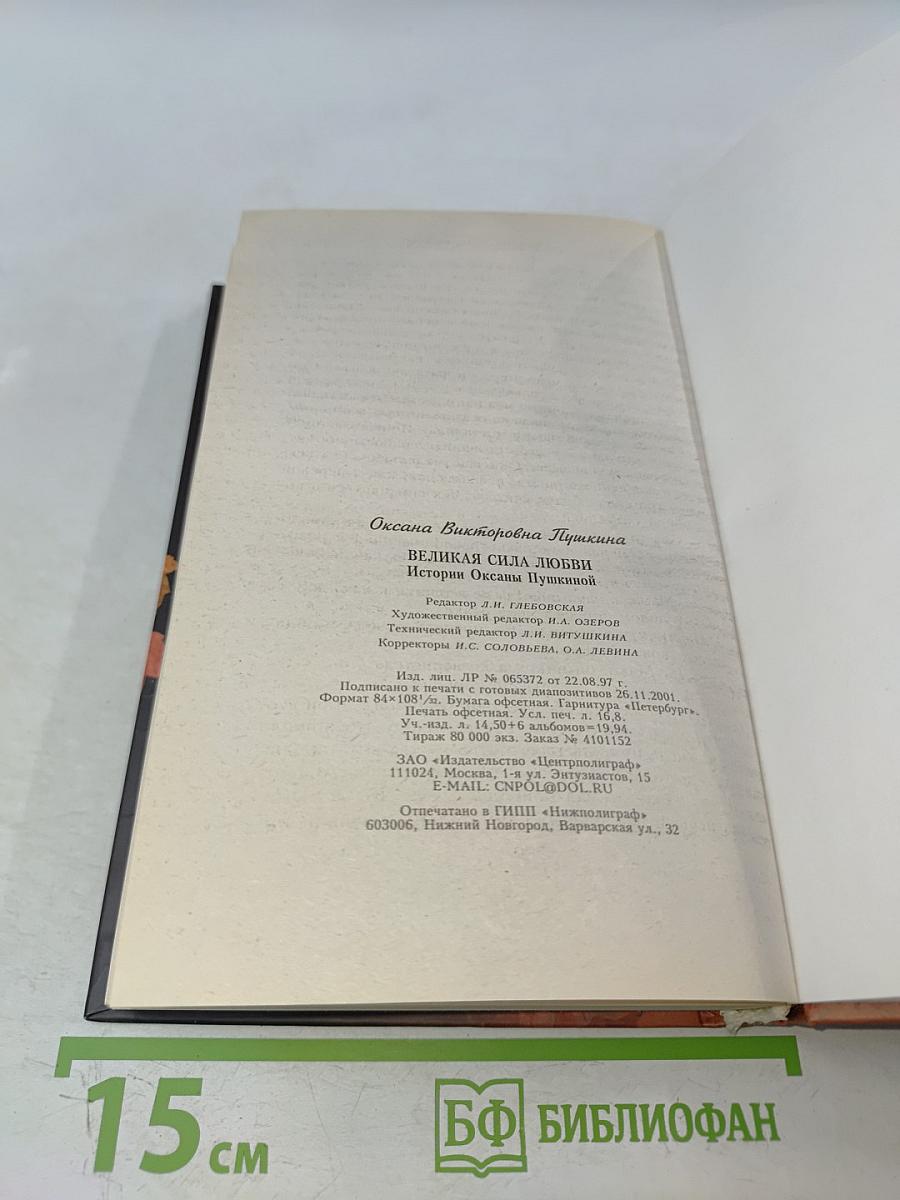 Оксана Викторовна Пушкина
ВЕЛИКАЯ СИЛА ЛЮБВИ
Истории Оксаны Пушкиной
Редактор Л.И. ГЛЕБОВСКАЯ
Художественный редактор И.А. ОЗЕРОВ
Технический редактор Л.И. ВИТУШКИНА
Корректоры И.С. СОЛОВЬЕВА, О.А. ЛЕВИНА
Изд. лиц. ЛР № 065372 от 22.08.97 г.
Подписано к печати с готовых диапозитивов 26.11.2001.
Формат 84×108¹/₃₂. Бумага офсетная. Гарнитура «Петербург».
Печать офсетная. Усл. печ. л. 16,8.
Уч.-изд. л. 14,50+6 альбомов=19,94.
Тираж 80 000 экз. Заказ № 4101152
ЗАО «Издательство «Центрполиграф»
111024, Москва, 1-я ул. Энтузиастов, 15
E-MAIL: CNPOL@DOL.RU
Отпечатано в ГИПП «Нижполиграф»
603006, Нижний Новгород, Варварская ул., 32
15 см
БФ БИБЛИОФАН